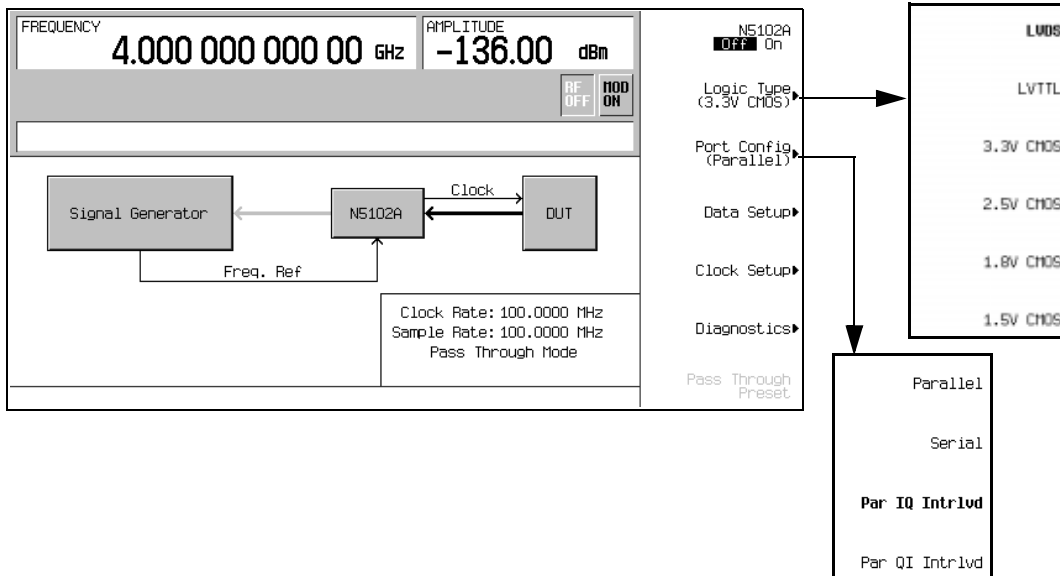 FREQUENCY
4.000 000 000 00 GHz
AMPLITUDE
-136.00 dBm
RF OFF
MOD ON
Signal Generator
N5102A
Clock
DUT
Freq. Ref
Clock Rate: 100.0000 MHz
Sample Rate: 100.0000 MHz
Pass Through Mode
N5102A
Off On
Logic Type
(3.3V CMOS)
Port Config
(Parallel)
Data Setup
Clock Setup
Diagnostics
Pass Through
Preset
LVDS
LVTTL
3.3V CMOS
2.5V CMOS
1.8V CMOS
1.5V CMOS
Parallel
Serial
Par IQ Intrlvd
Par QI Intrlvd